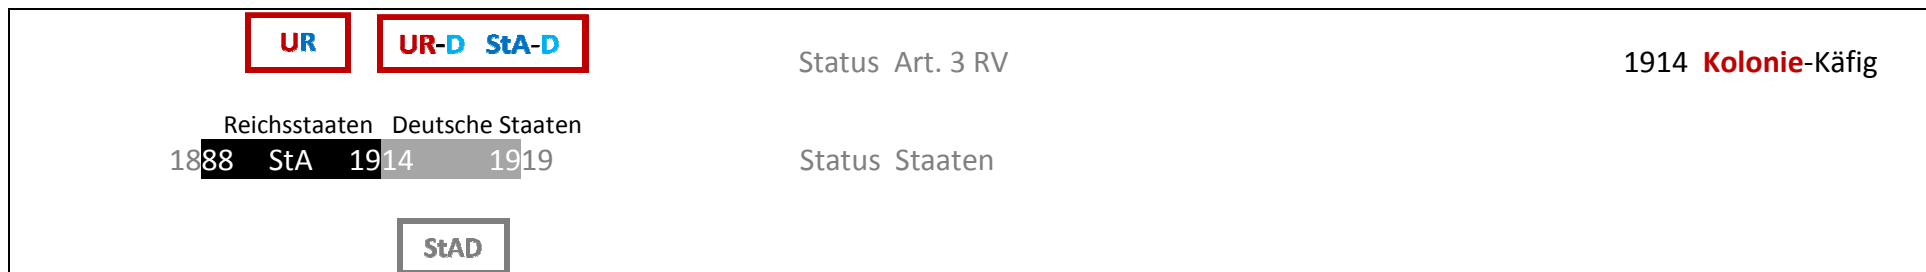 UR UR-D StA-D
Status Art. 3 RV 1914 Kolonie-Käfig
Reichsstaaten Deutsche Staaten
1888 StA 1914 1919 Status Staaten
StAD